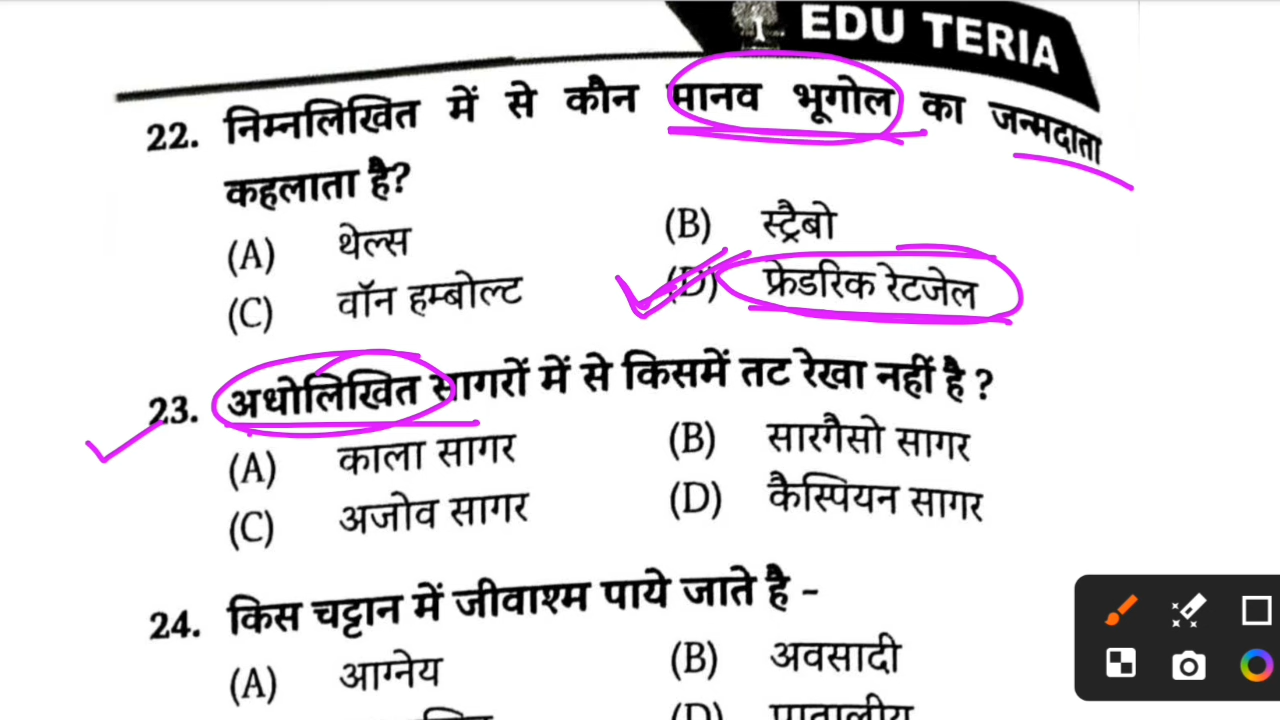 EDU TERIA
22. निम्नलिखित में से कौन मानव भूगोल का जन्मदाता
कहलाता है?
(A) थेल्स (B) स्ट्रैबो
(C) वॉन हम्बोल्ट (D) फ्रेडरिक रेटजेल
23. अधोलिखित सागरों में से किसमें तट रेखा नहीं है ?
(A) काला सागर (B) सारगैसो सागर
(C) अजोव सागर (D) कैस्पियन सागर
24. किस चट्टान में जीवाश्म पाये जाते है -
(A) आग्नेय (B) अवसादी
(D) पातालीय